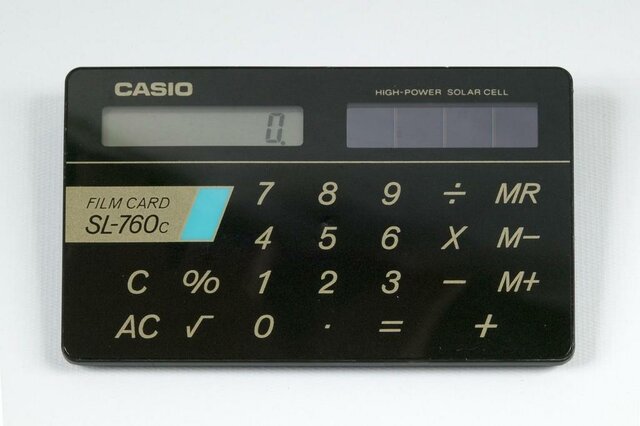 CASIO
HIGH-POWER SOLAR CELL
0.
FILM CARD
SL-760C
7 8 9 ÷ MR
4 5 6 X M−
C % 1 2 3 − M+
AC √ 0 · = +